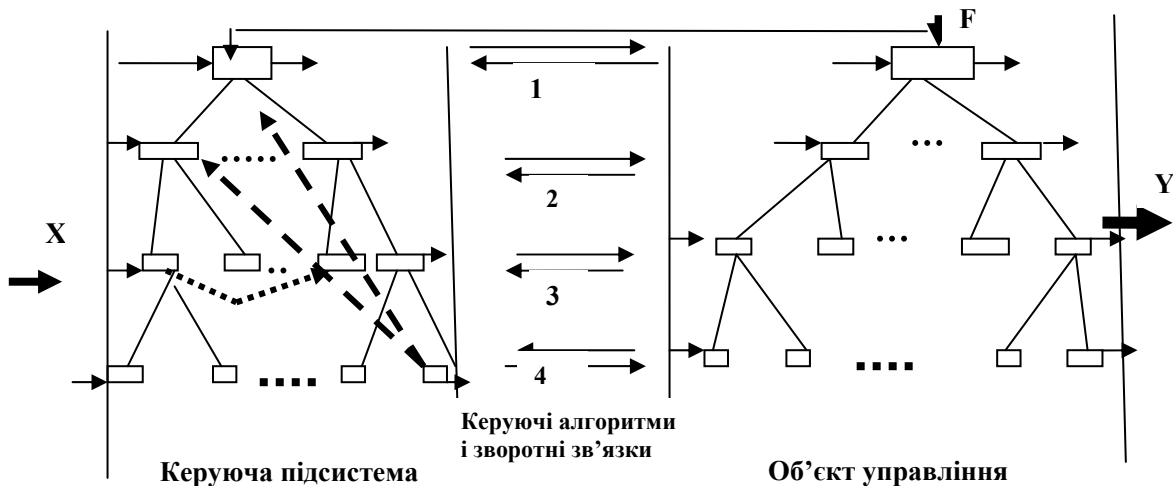 F
1
2
Y
X
3
4
Керуючі алгоритми
і зворотні зв’язки
Керуюча підсистема
Об’єкт управління